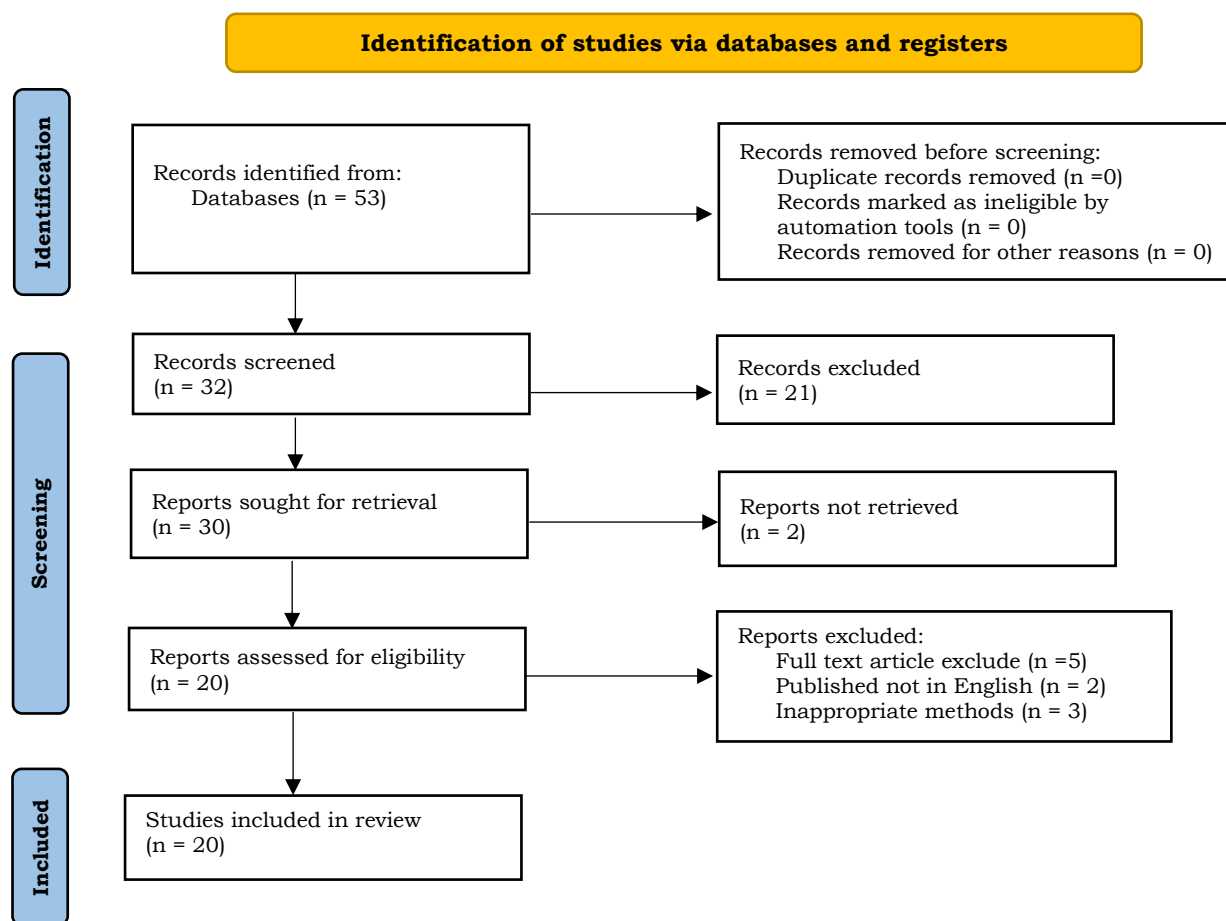 Identification of studies via databases and registers
Identification
Records identified from:
Databases (n = 53)
Records removed before screening:
Duplicate records removed (n =0)
Records marked as ineligible by
automation tools (n = 0)
Records removed for other reasons (n = 0)
Screening
Records screened
(n = 32)
Records excluded
(n = 21)
Reports sought for retrieval
(n = 30)
Reports not retrieved
(n = 2)
Reports assessed for eligibility
(n = 20)
Reports excluded:
Full text article exclude (n =5)
Published not in English (n = 2)
Inappropriate methods (n = 3)
Included
Studies included in review
(n = 20)